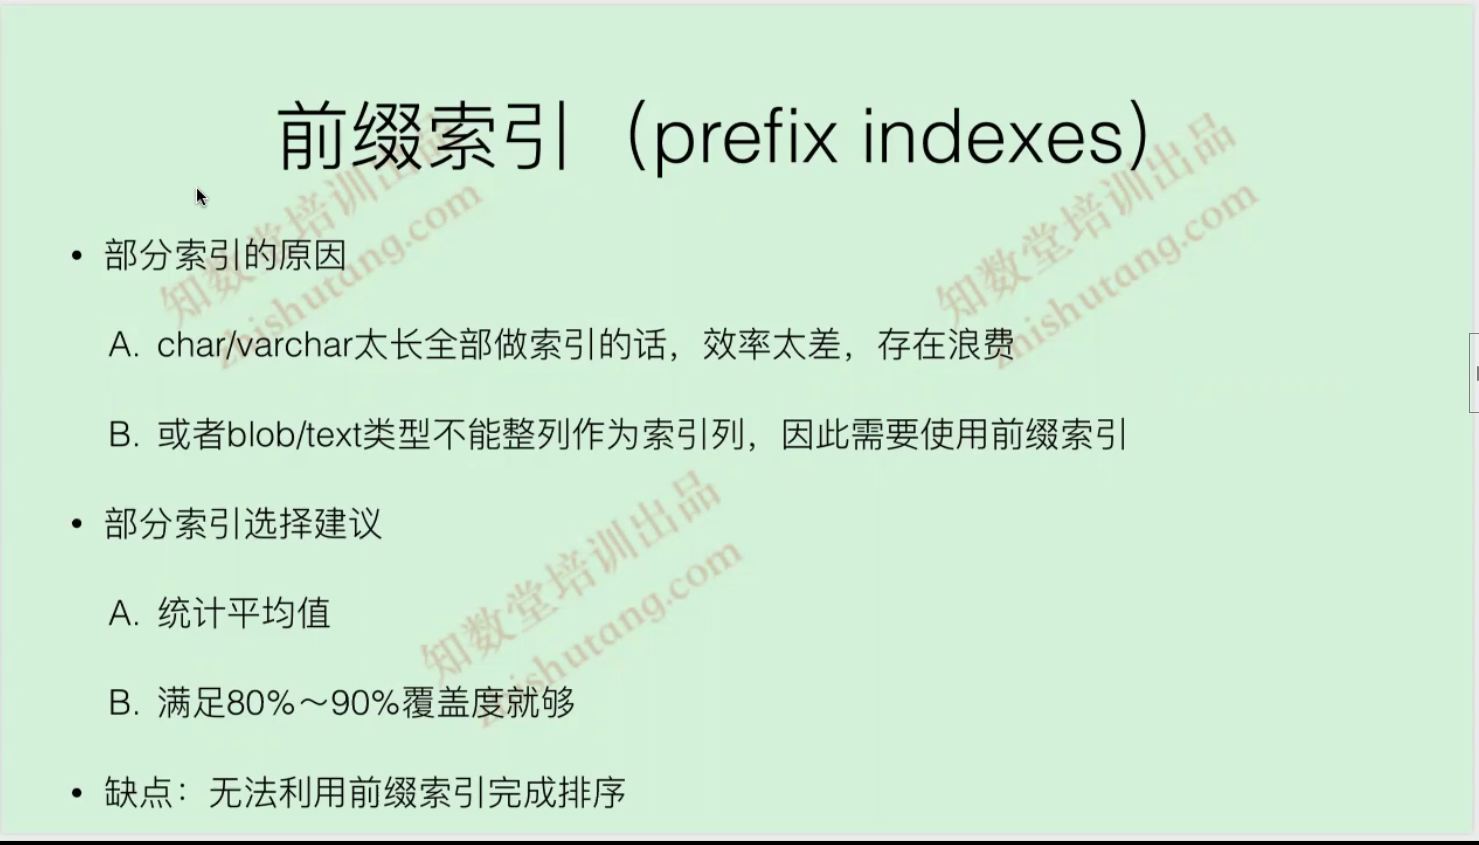 前缀索引（prefix indexes）
• 部分索引的原因
A. char/varchar太长全部做索引的话，效率太差，存在浪费
B. 或者blob/text类型不能整列作为索引列，因此需要使用前缀索引
• 部分索引选择建议
A. 统计平均值
B. 满足80%～90%覆盖度就够
• 缺点：无法利用前缀索引完成排序
知数堂培训出品
zhishutang.com
知数堂培训出品
zhishutang.com
知数堂培训出品
zhishutang.com